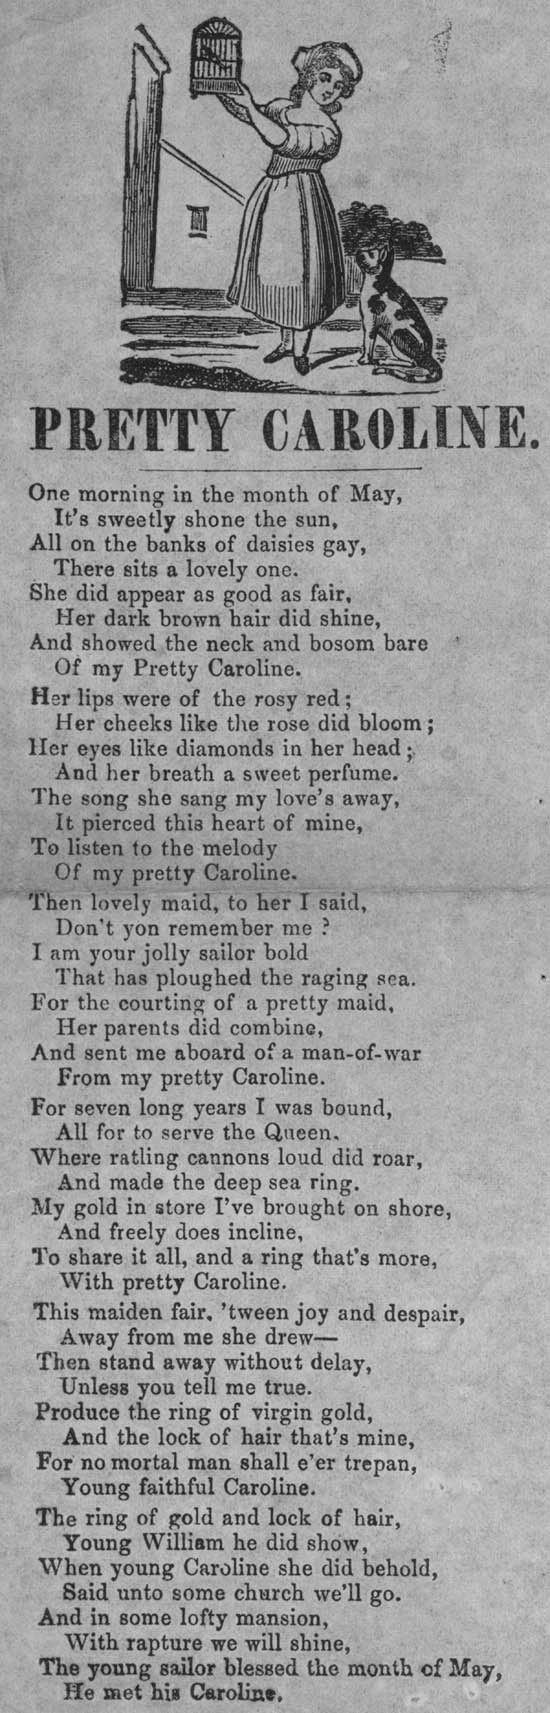 PRETTY CAROLINE.
One morning in the month of May,
It's sweetly shone the sun,
All on the banks of daisies gay,
There sits a lovely one.
She did appear as good as fair,
Her dark brown hair did shine,
And showed the neck and bosom bare
Of my Pretty Caroline.
Her lips were of the rosy red;
Her cheeks like the rose did bloom;
Her eyes like diamonds in her head;
And her breath a sweet perfume.
The song she sang my love's away,
It pierced this heart of mine,
To listen to the melody
Of my pretty Caroline.
Then lovely maid, to her I said,
Don't yon remember me ?
I am your jolly sailor bold
That has ploughed the raging sea.
For the courting of a pretty maid,
Her parents did combine,
And sent me aboard of a man-of-war
From my pretty Caroline.
For seven long years I was bound,
All for to serve the Queen.
Where ratling cannons loud did roar,
And made the deep sea ring.
My gold in store I've brought on shore,
And freely does incline,
To share it all, and a ring that's more,
With pretty Caroline.
This maiden fair, 'tween joy and despair,
Away from me she drew—
Then stand away without delay,
Unless you tell me true.
Produce the ring of virgin gold,
And the lock of hair that's mine,
For no mortal man shall e'er trepan,
Young faithful Caroline.
The ring of gold and lock of hair,
Young William he did show,
When young Caroline she did behold,
Said unto some church we'll go.
And in some lofty mansion,
With rapture we will shine,
The young sailor blessed the month of May,
He met his Caroline.